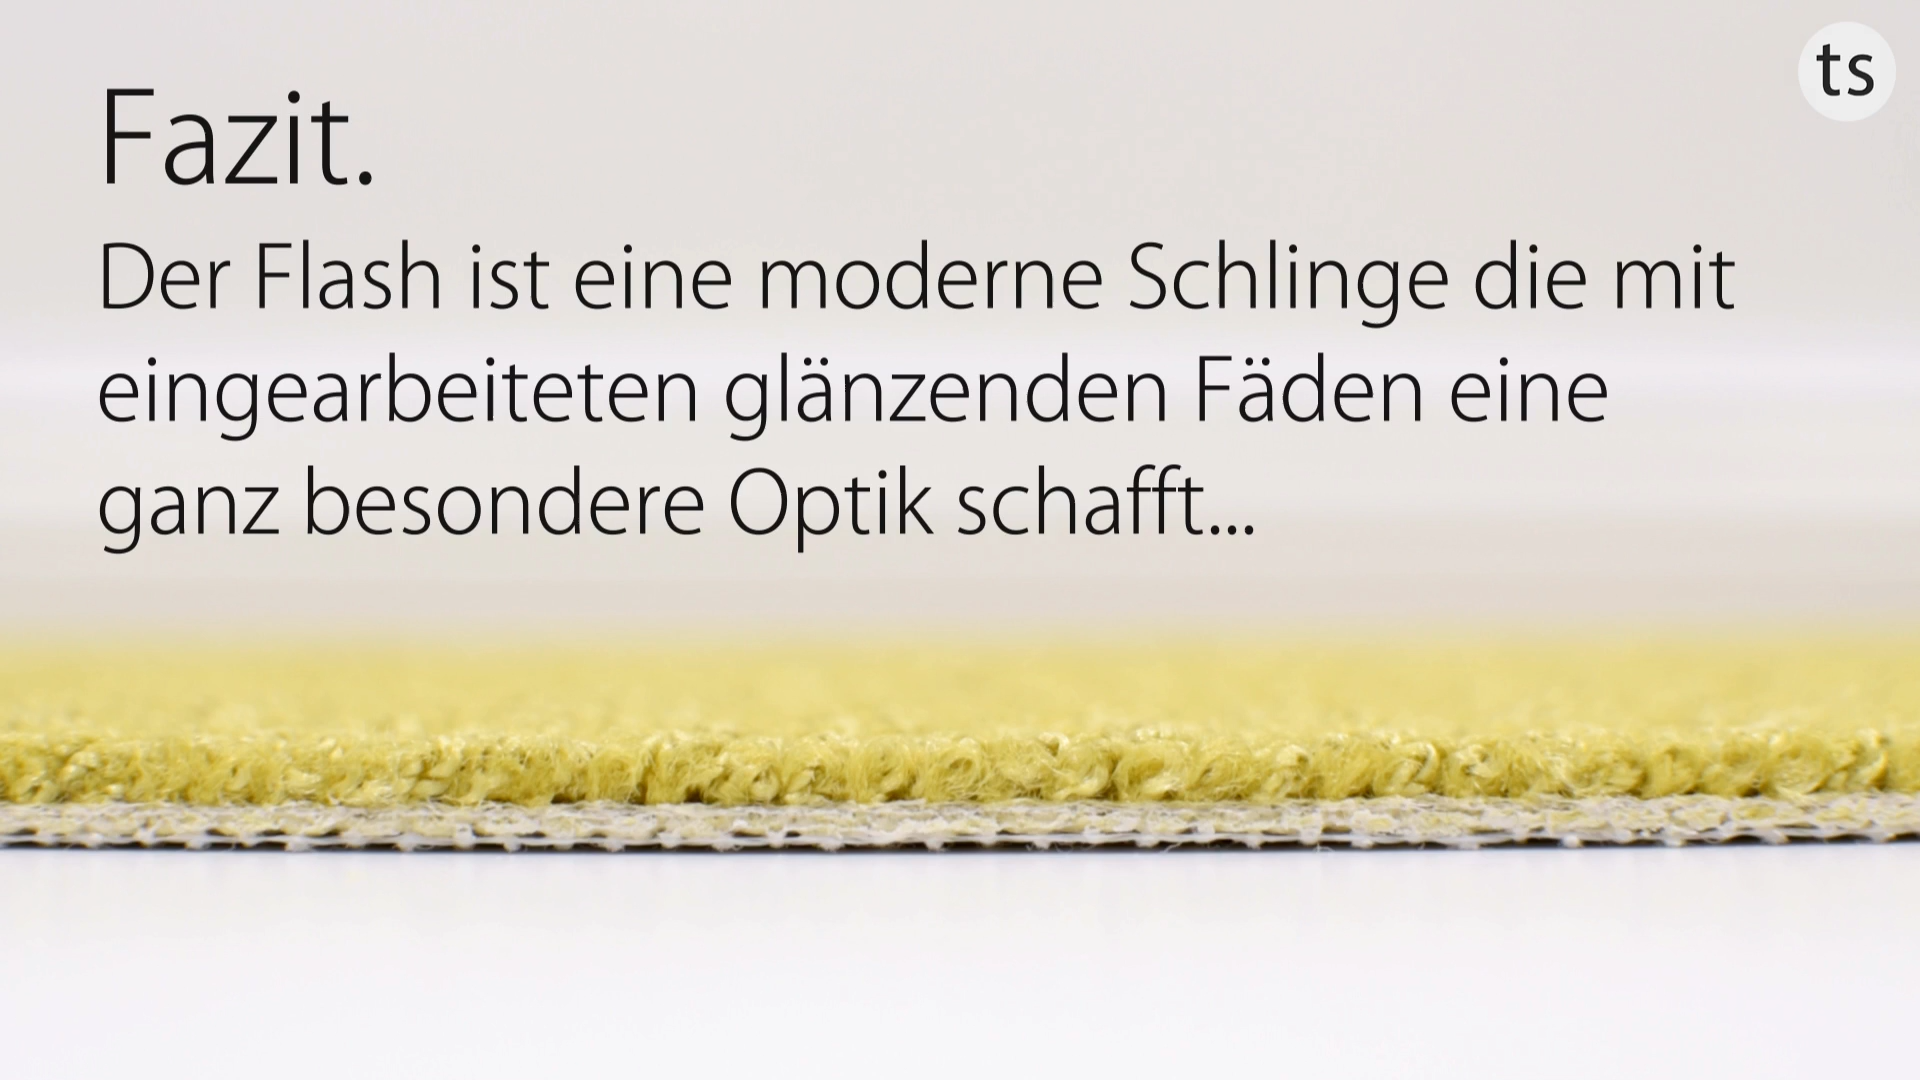 ts
Fazit.
Der Flash ist eine moderne Schlinge die mit
eingearbeiteten glänzenden Fäden eine
ganz besondere Optik schafft...